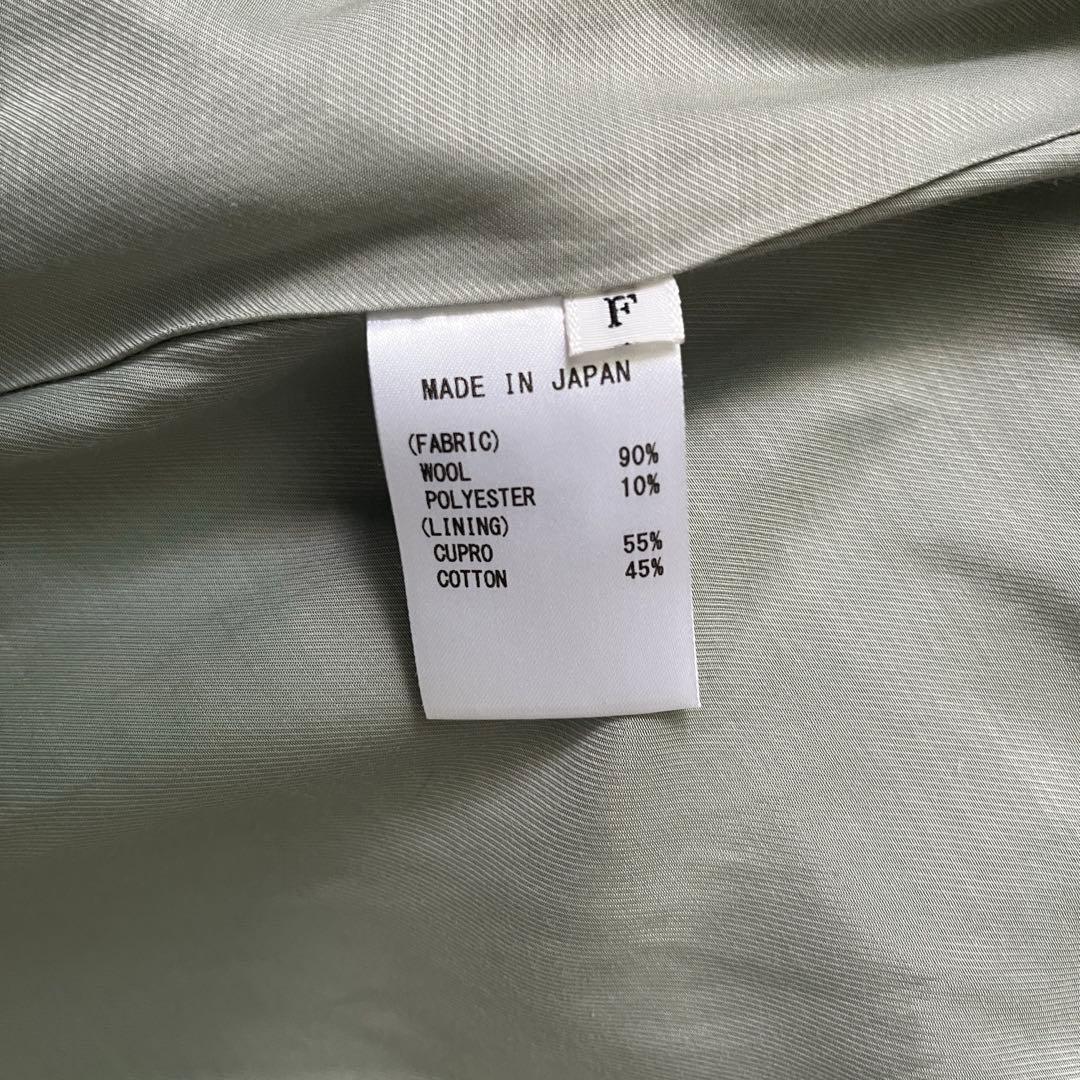 F
MADE IN JAPAN
(FABRIC)
WOOL 90%
POLYESTER 10%
(LINING)
CUPRO 55%
COTTON 45%